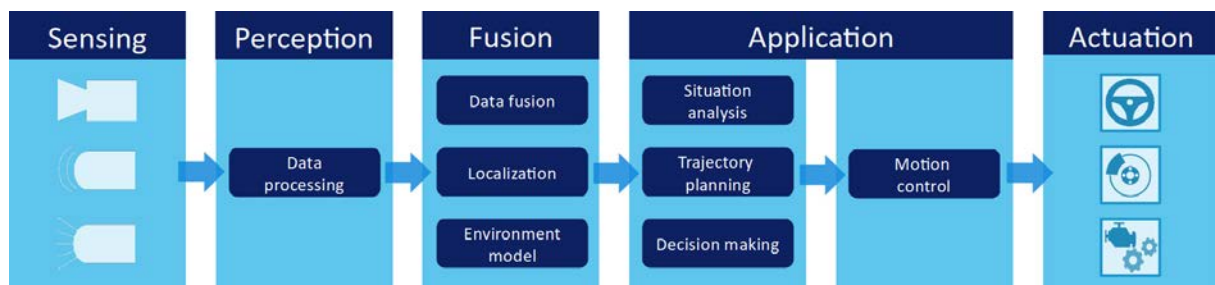 Sensing
Perception
Fusion
Application
Actuation
Data
processing
Data fusion
Localization
Environment
model
Situation
analysis
Trajectory
planning
Decision making
Motion
control